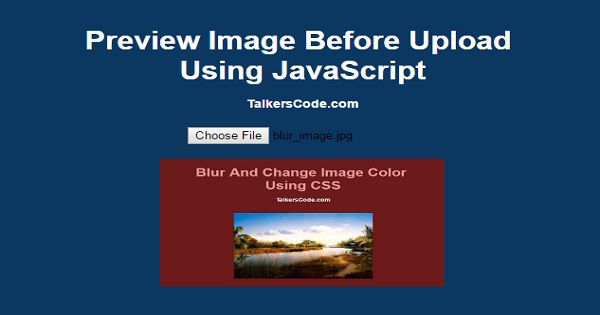 Preview Image Before Upload
Using JavaScript
TalkersCode.com
Choose File blur_image.jpg
Blur And Change Image Color
Using CSS
TalkersCode.com